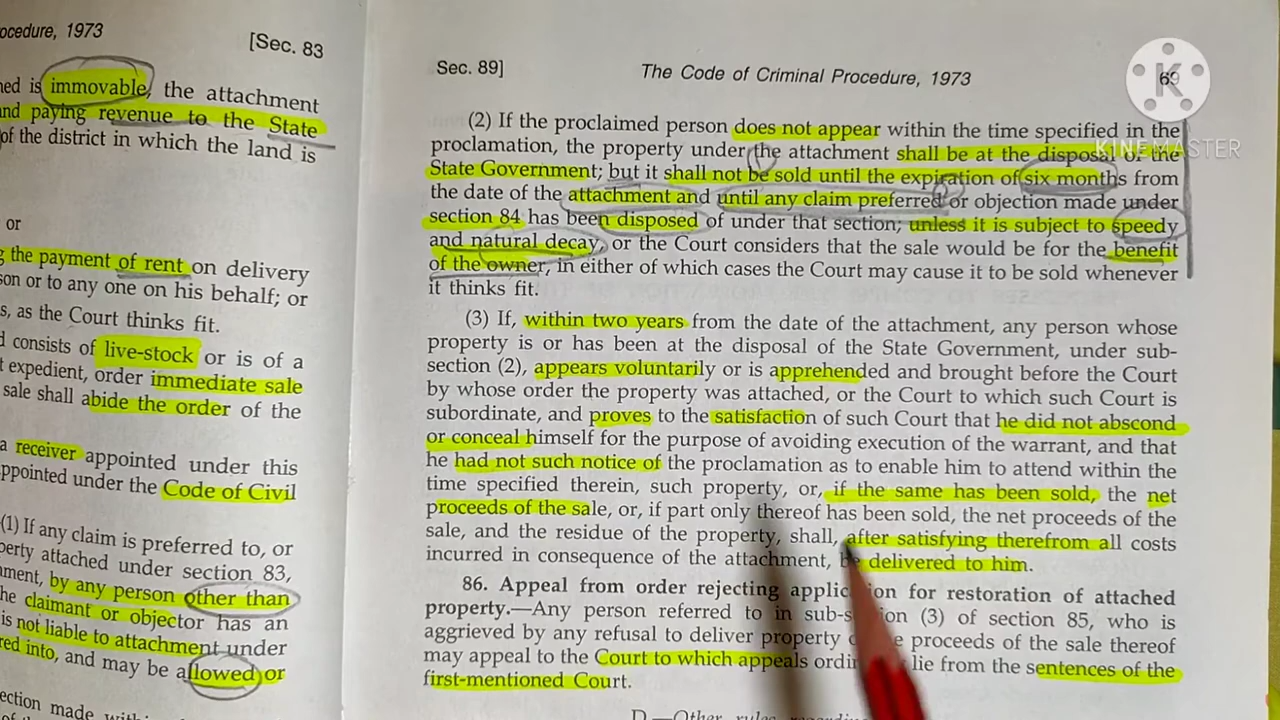 ocedure, 1973
[Sec. 83
ned is immovable, the attachment
and paying revenue to the State
of the district in which the land is
or
g the payment of rent on delivery
son or to any one on his behalf; or
s, as the Court thinks fit.
d consists of live-stock or is of a
t expedient, order immediate sale
sale shall abide the order of the
a receiver appointed under this
appointed under the Code of Civil
(1) If any claim is preferred to, or
perty attached under section 83,
ment, by any person other than
he claimant or objector has an
is not liable to attachment under
red into, and may be allowed or
ection made
Sec. 89]
The Code of Criminal Procedure, 1973
69
K
KINEMASTER
(2) If the proclaimed person does not appear within the time specified in the
proclamation, the property under the attachment shall be at the disposal of the
State Government; but it shall not be sold until the expiration of six months from
the date of the attachment and until any claim preferred or objection made under
section 84 has been disposed of under that section; unless it is subject to speedy
and natural decay, or the Court considers that the sale would be for the benefit
of the owner, in either of which cases the Court may cause it to be sold whenever
it thinks fit.
(3) If, within two years from the date of the attachment, any person whose
property is or has been at the disposal of the State Government, under sub-
section (2), appears voluntarily or is apprehended and brought before the Court
by whose order the property was attached, or the Court to which such Court is
subordinate, and proves to the satisfaction of such Court that he did not abscond
or conceal himself for the purpose of avoiding execution of the warrant, and that
he had not such notice of the proclamation as to enable him to attend within the
time specified therein, such property, or, if the same has been sold, the net
proceeds of the sale, or, if part only thereof has been sold, the net proceeds of the
sale, and the residue of the property, shall, after satisfying therefrom all costs
incurred in consequence of the attachment, be delivered to him.
86. Appeal from order rejecting application for restoration of attached
property.—Any person referred to in sub-section (3) of section 85, who is
aggrieved by any refusal to deliver property proceeds of the sale thereof
may appeal to the Court to which appeals ordin lie from the sentences of the
first-mentioned Court.
D.—Other rules